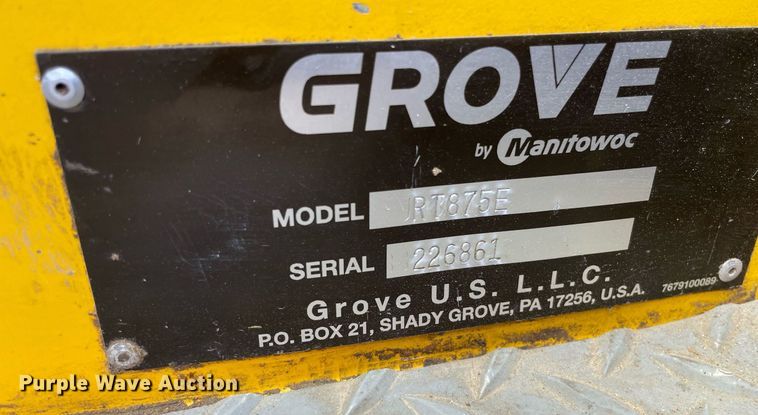 GROVE
by Manitowoc
MODEL RT875E
SERIAL 226861
Grove U.S. L.L.C.
P.O. BOX 21, SHADY GROVE, PA 17256, U.S.A.
7679100089
Purple Wave Auction